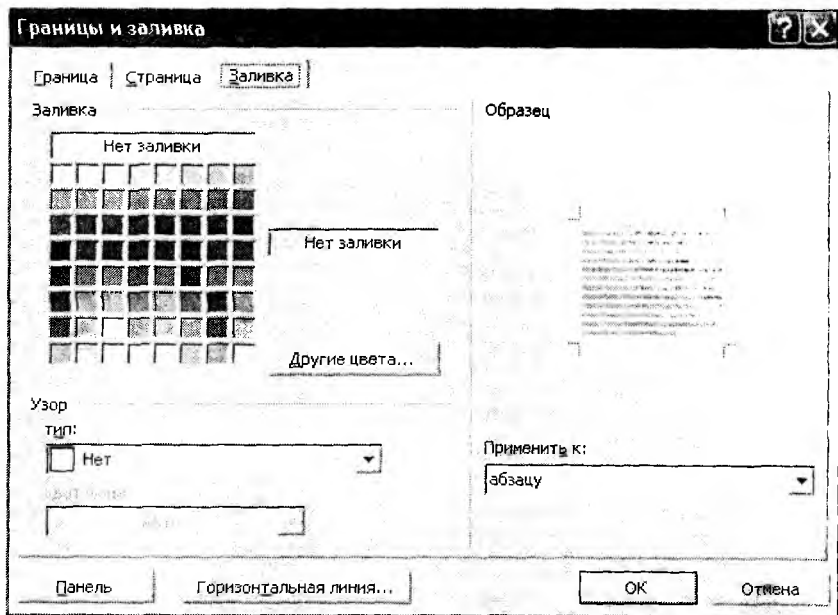 Границы и заливка
Граница Страница Заливка
Заливка
Нет заливки
Нет заливки
Другие цвета...
Образец
Узор
тип:
Нет
Применить к:
абзацу
Панель
Горизонтальная линия...
ОК
Отмена